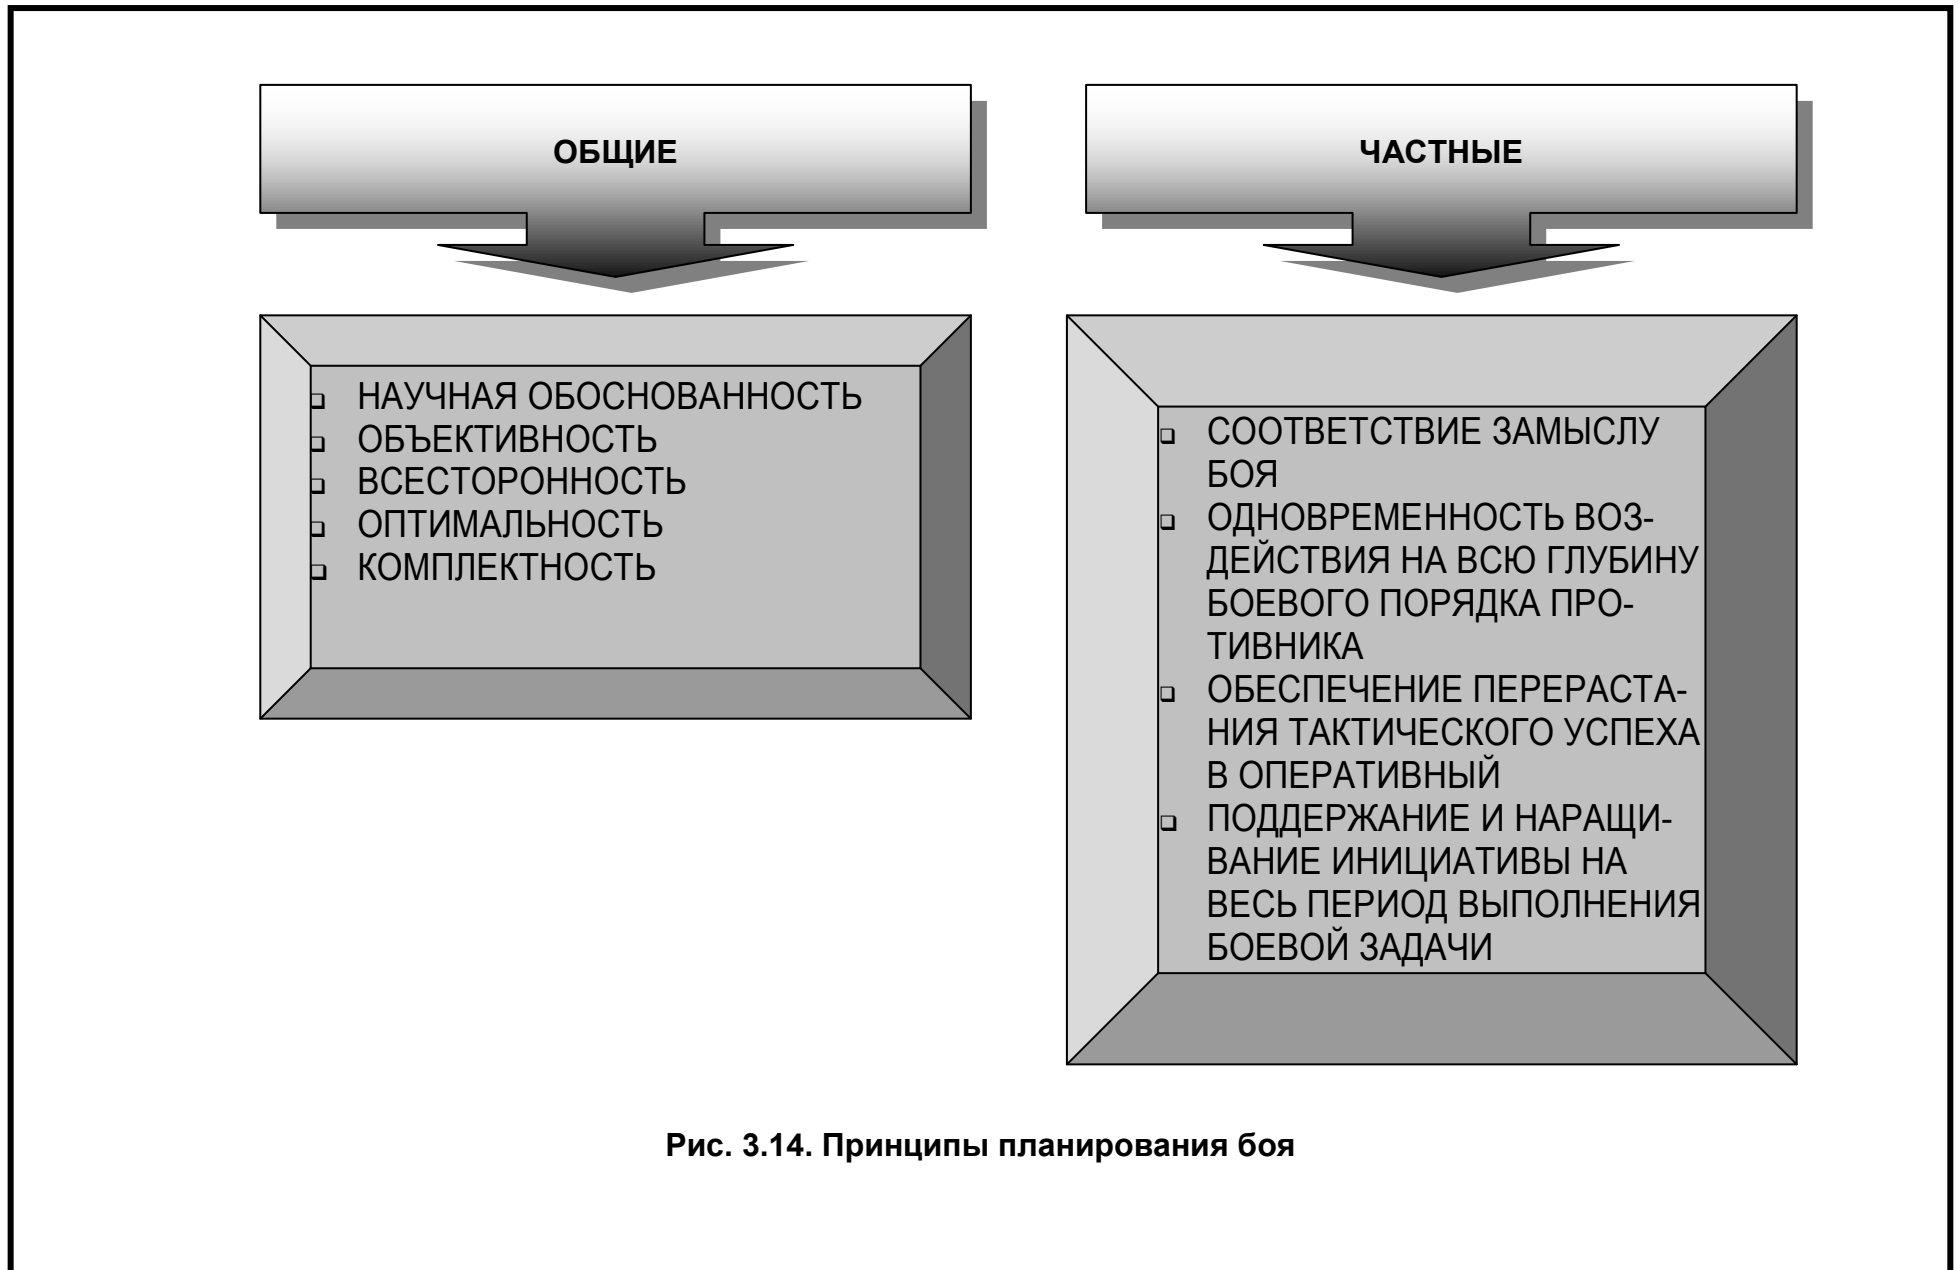 ОБЩИЕ
НАУЧНАЯ ОБОСНОВАННОСТЬ
ОБЪЕКТИВНОСТЬ
ВСЕСТОРОННОСТЬ
ОПТИМАЛЬНОСТЬ
КОМПЛЕКТНОСТЬ
ЧАСТНЫЕ
СООТВЕТСТВИЕ ЗАМЫСЛУ
БОЯ
ОДНОВРЕМЕННОСТЬ ВОЗ-
ДЕЙСТВИЯ НА ВСЮ ГЛУБИНУ
БОЕВОГО ПОРЯДКА ПРО-
ТИВНИКА
ОБЕСПЕЧЕНИЕ ПЕРЕРАСТА-
НИЯ ТАКТИЧЕСКОГО УСПЕХА
В ОПЕРАТИВНЫЙ
ПОДДЕРЖАНИЕ И НАРАЩИ-
ВАНИЕ ИНИЦИАТИВЫ НА
ВЕСЬ ПЕРИОД ВЫПОЛНЕНИЯ
БОЕВОЙ ЗАДАЧИ
Рис. 3.14. Принципы планирования боя